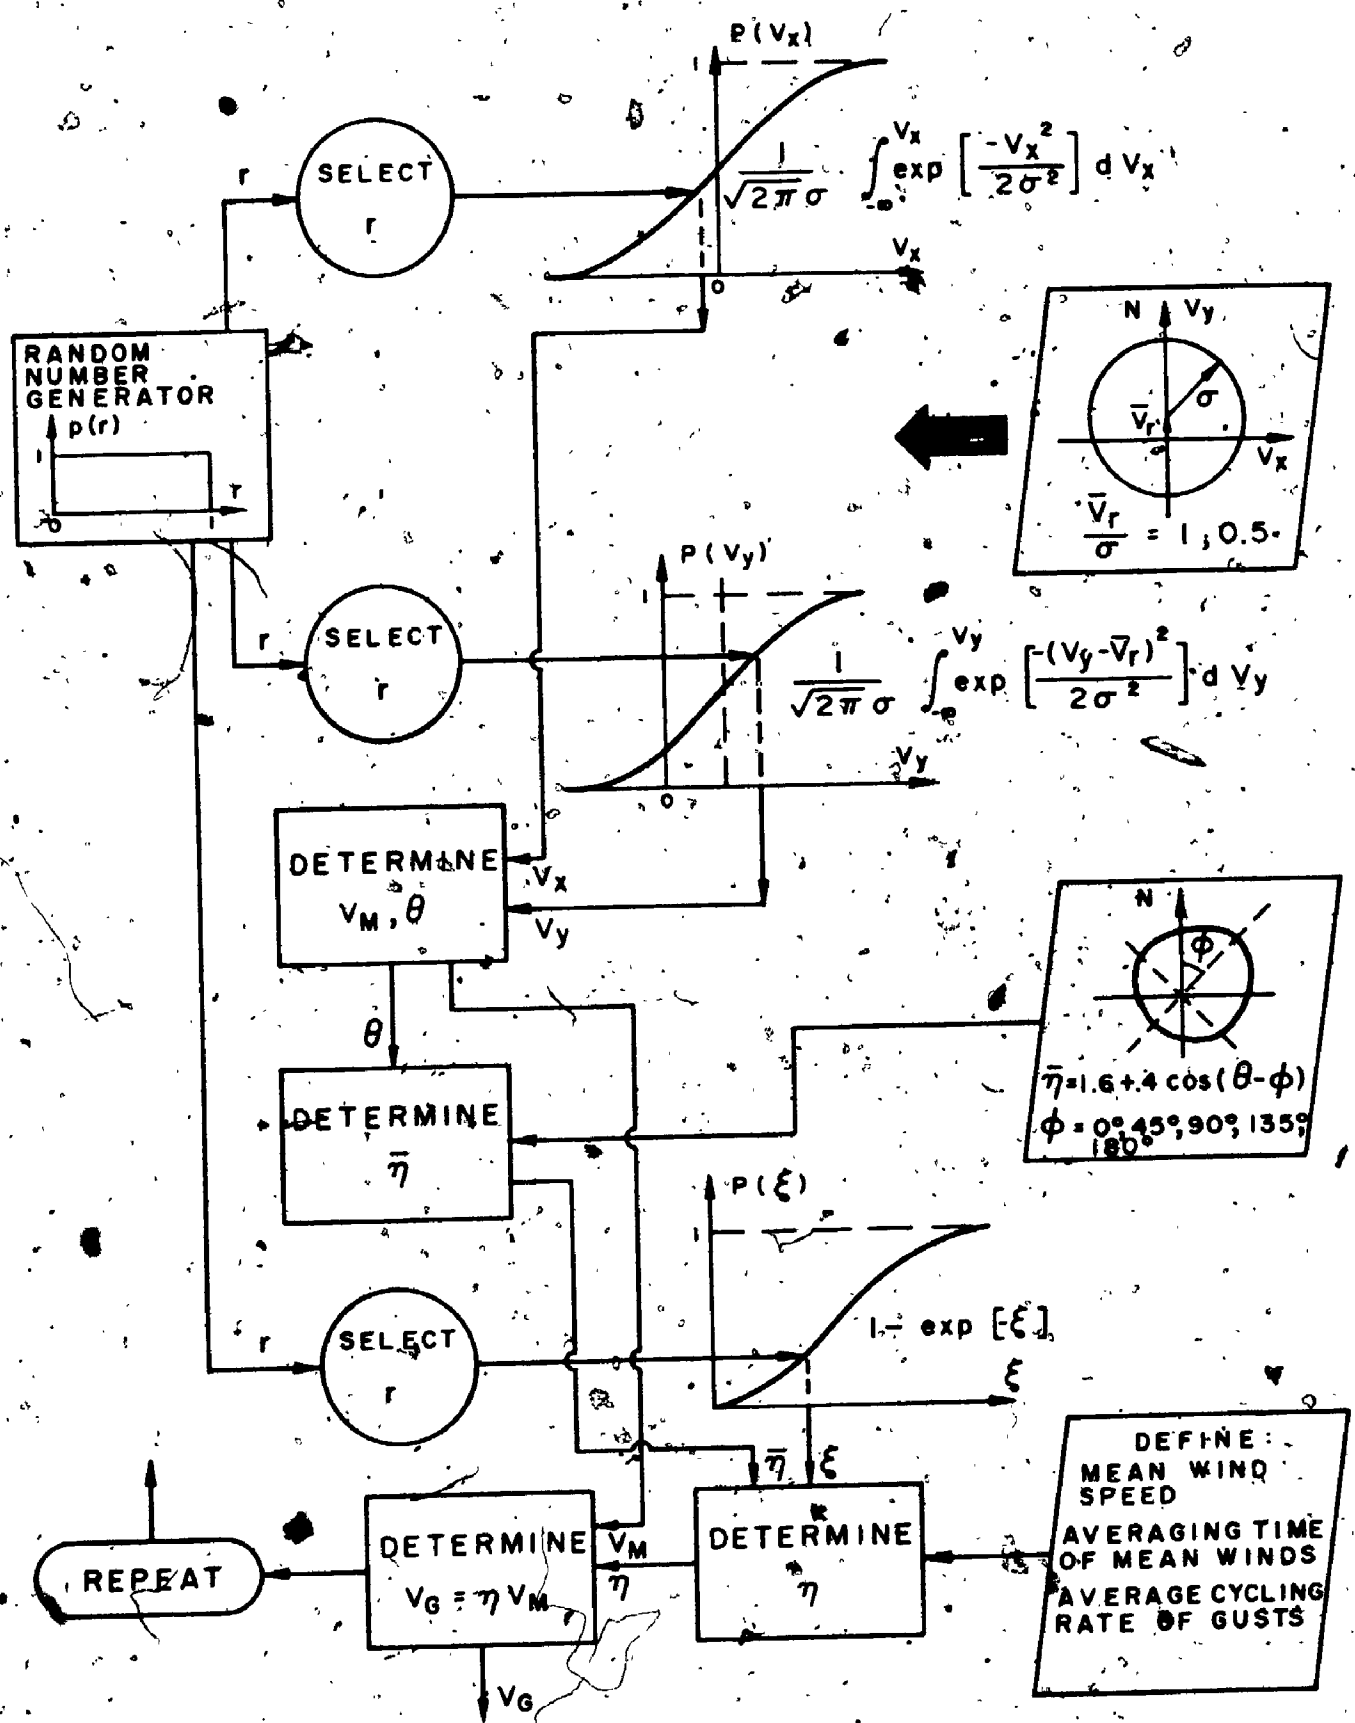 P(Vx)
1
1/√2π σ ∫-∞^Vx exp [-Vx²/2σ²] d Vx
Vx
0
r
SELECT
r
RANDOM
NUMBER
GENERATOR
p(r)
1
r
0
1
N Vy
σ
V̄r
Vx
V̄r/σ = 1, 0.5
P(Vy)
1
1/√2π σ ∫-∞^Vy exp [-(Vy-V̄r)²/2σ²] d Vy
Vy
0
r
SELECT
r
DETERMINE
VM, θ
Vx
Vy
N
φ
η̄=1.6+.4 cos(θ-φ)
φ = 0°,45°,90°,135°,
180°
θ
DETERMINE
η̄
P(ξ)
1
1- exp [-ξ]
ξ
r
SELECT
r
η̄
ξ
DEFINE:
MEAN WIND
SPEED
AVERAGING TIME
OF MEAN WINDS
AVERAGE CYCLING
RATE OF GUSTS
DETERMINE
η
VM
η
DETERMINE
VG = η VM
REPEAT
VG